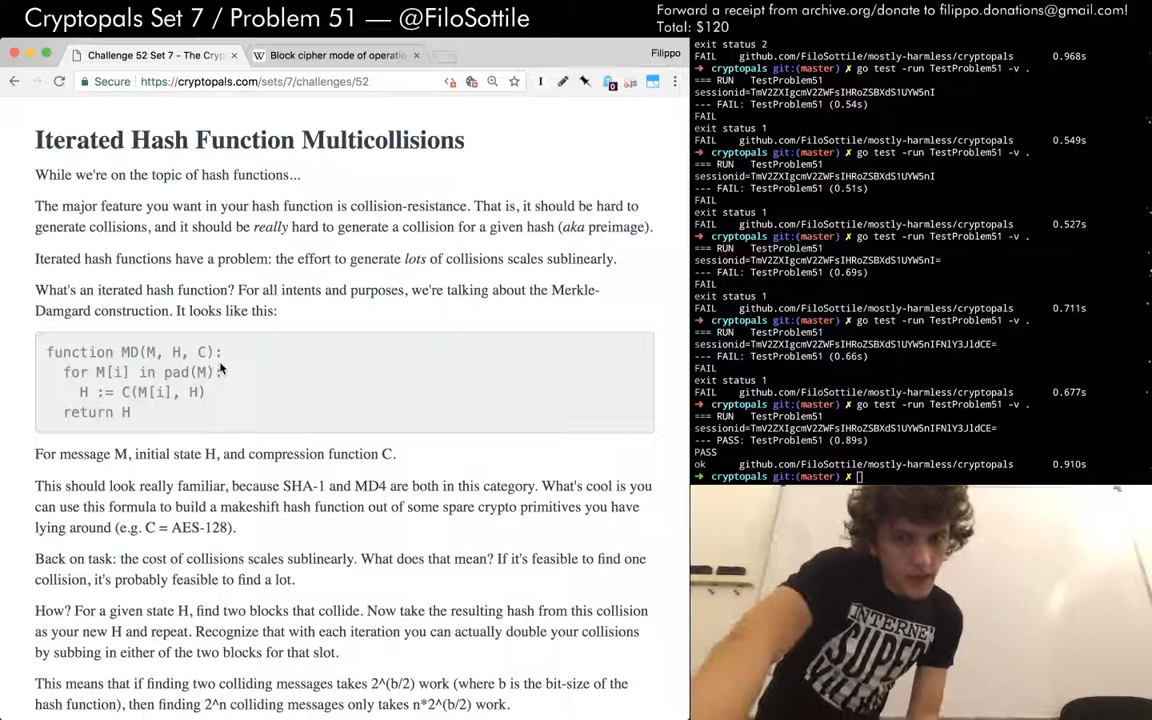 Cryptopals Set 7 / Problem 51 — @FiloSottile
Forward a receipt from archive.org/donate to filippo.donations@gmail.com!
Total: $120
Challenge 52 Set 7 - The Cryp
Block cipher mode of operatio
Filippo
Secure
https://cryptopals.com/sets/7/challenges/52
Iterated Hash Function Multicollisions
While we're on the topic of hash functions...
The major feature you want in your hash function is collision-resistance. That is, it should be hard to
generate collisions, and it should be really hard to generate a collision for a given hash (aka preimage).
Iterated hash functions have a problem: the effort to generate lots of collisions scales sublinearly.
What's an iterated hash function? For all intents and purposes, we're talking about the Merkle-
Damgard construction. It looks like this:
function MD(M, H, C):
for M[i] in pad(M):
H := C(M[i], H)
return H
For message M, initial state H, and compression function C.
This should look really familiar, because SHA-1 and MD4 are both in this category. What's cool is you
can use this formula to build a makeshift hash function out of some spare crypto primitives you have
lying around (e.g. C = AES-128).
Back on task: the cost of collisions scales sublinearly. What does that mean? If it's feasible to find one
collision, it's probably feasible to find a lot.
How? For a given state H, find two blocks that collide. Now take the resulting hash from this collision
as your new H and repeat. Recognize that with each iteration you can actually double your collisions
by subbing in either of the two blocks for that slot.
This means that if finding two colliding messages takes 2^(b/2) work (where b is the bit-size of the
hash function), then finding 2^n colliding messages only takes n*2^(b/2) work.
exit status 2
FAIL github.com/FiloSottile/mostly-harmless/cryptopals 0.968s
➜ cryptopals git:(master) ✗ go test -run TestProblem51 -v .
=== RUN TestProblem51
sessionid=TmV2ZXIgcmV2ZWFsIHRoZSBXdS1UYW5nI
--- FAIL: TestProblem51 (0.54s)
FAIL
exit status 1
FAIL github.com/FiloSottile/mostly-harmless/cryptopals 0.549s
➜ cryptopals git:(master) ✗ go test -run TestProblem51 -v .
=== RUN TestProblem51
sessionid=TmV2ZXIgcmV2ZWFsIHRoZSBXdS1UYW5nI
--- FAIL: TestProblem51 (0.51s)
FAIL
exit status 1
FAIL github.com/FiloSottile/mostly-harmless/cryptopals 0.527s
➜ cryptopals git:(master) ✗ go test -run TestProblem51 -v .
=== RUN TestProblem51
sessionid=TmV2ZXIgcmV2ZWFsIHRoZSBXdS1UYW5nI=
--- FAIL: TestProblem51 (0.69s)
FAIL
exit status 1
FAIL github.com/FiloSottile/mostly-harmless/cryptopals 0.711s
➜ cryptopals git:(master) ✗ go test -run TestProblem51 -v .
=== RUN TestProblem51
sessionid=TmV2ZXIgcmV2ZWFsIHRoZSBXdS1UYW5nIFNlY3JldCE=
--- FAIL: TestProblem51 (0.66s)
FAIL
exit status 1
FAIL github.com/FiloSottile/mostly-harmless/cryptopals 0.677s
➜ cryptopals git:(master) ✗ go test -run TestProblem51 -v .
=== RUN TestProblem51
sessionid=TmV2ZXIgcmV2ZWFsIHRoZSBXdS1UYW5nIFNlY3JldCE=
--- PASS: TestProblem51 (0.89s)
PASS
ok github.com/FiloSottile/mostly-harmless/cryptopals 0.910s
➜ cryptopals git:(master) ✗
INTERNET
SUPER